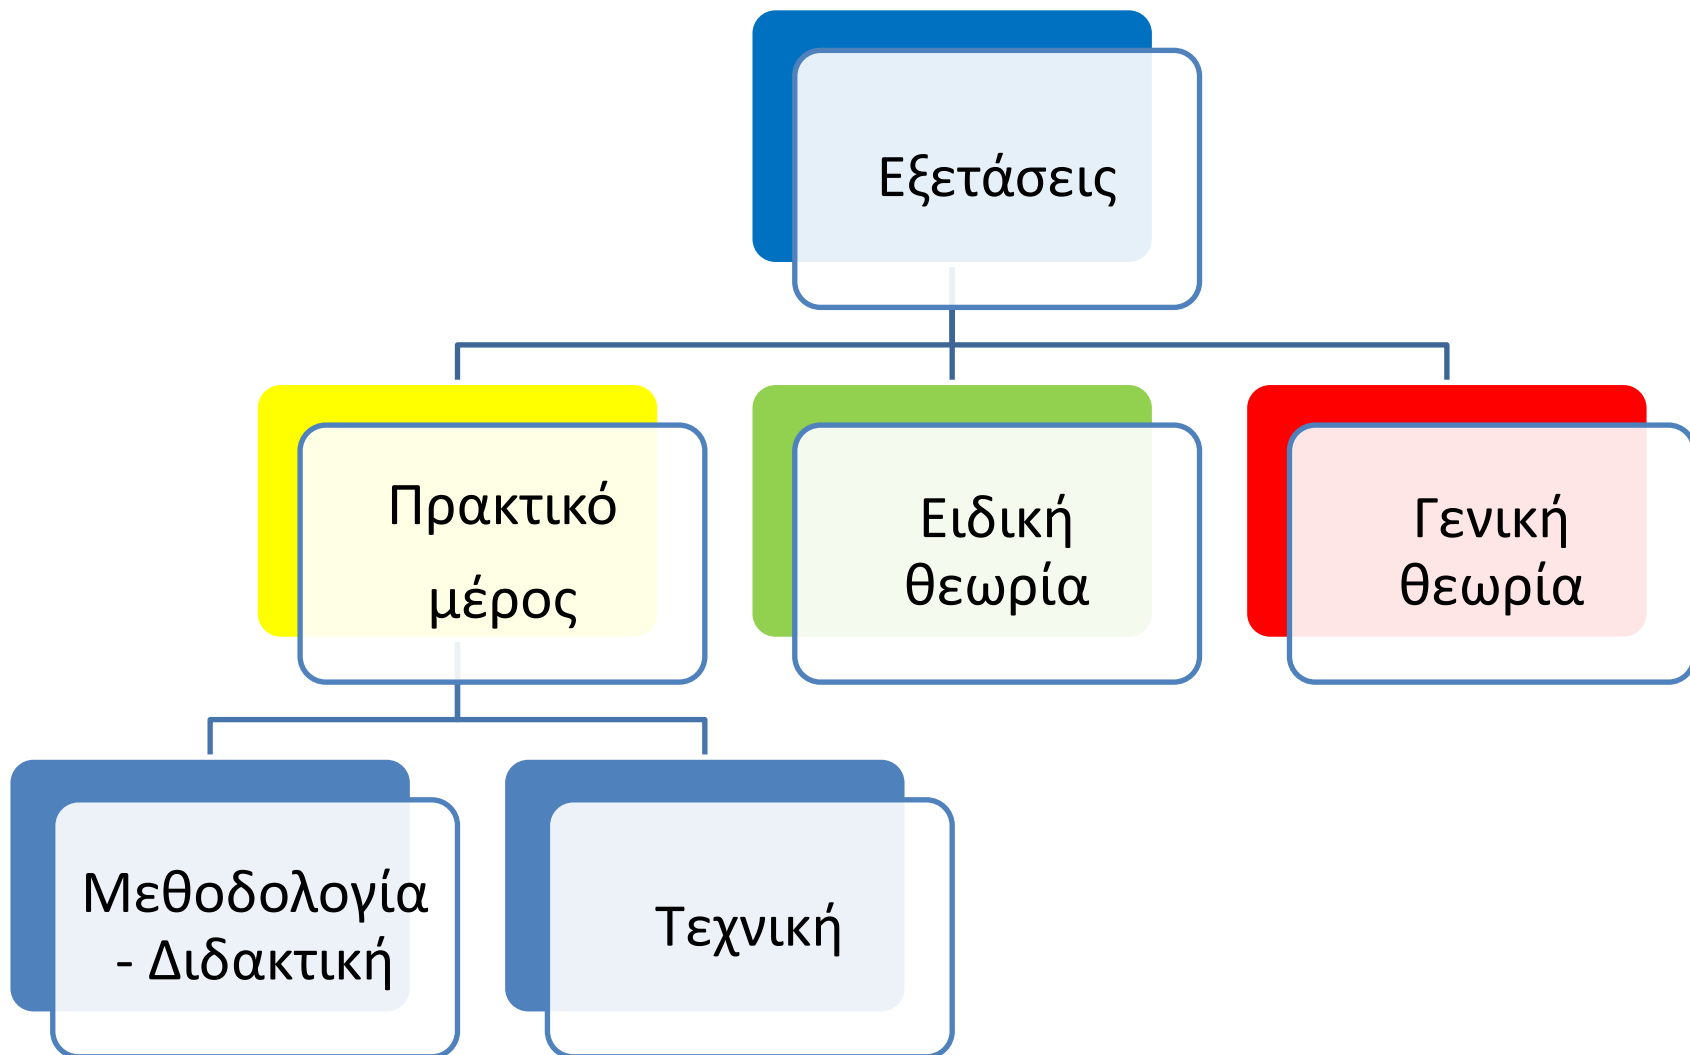 Εξετάσεις
Πρακτικό
μέρος
Ειδική
θεωρία
Γενική
θεωρία
Μεθοδολογία
- Διδακτική
Τεχνική